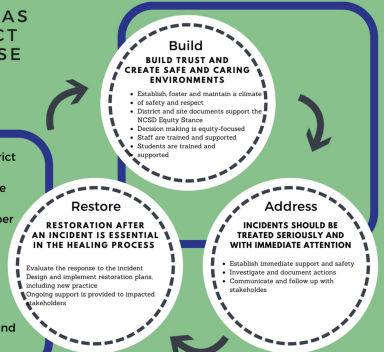 AS
CT
SE
Build
BUILD TRUST AND
CREATE SAFE AND CARING
ENVIRONMENTS
• Establish, foster and maintain a climate
• of safety and respect
• District and site documents support the
NCSD Equity Stance
• Decision making is equity-focused
• Staff are trained and
• Students are trained and
• supported
rict
e
per
nd
Restore
RESTORATION AFTER
AN INCIDENT IS ESSENTIAL
IN THE HEALING PROCESS
Evaluate the response to the incident
Design and implement restoration plans,
including new practice
Ongoing support is provided to impacted
stakeholders
Address
INCIDENTS SHOULD BE
TREATED SERIOUSLY AND
WITH IMMEDIATE ATTENTION
• Establish immediate support and safety
• Investigate and document actions
• Communicate and follow up with
stakeholdes